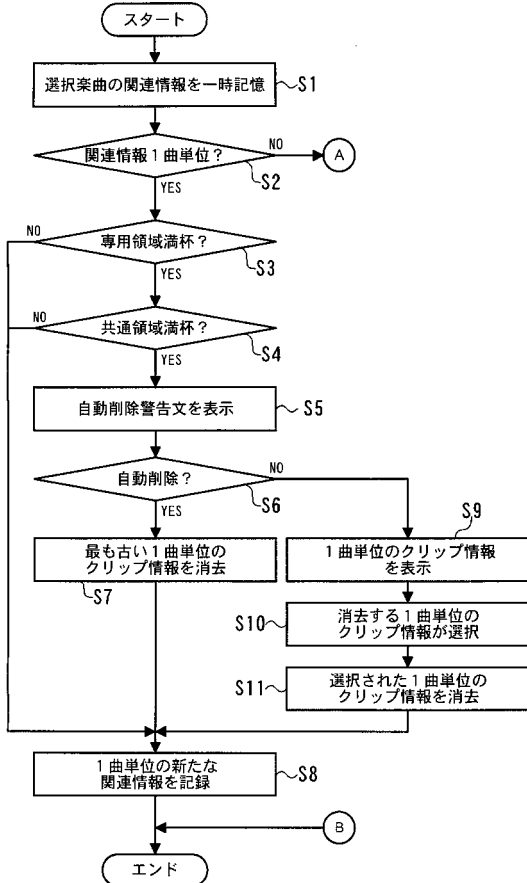 スタート
選択楽曲の関連情報を一時記憶
S1
関連情報１曲単位？
NO
A
S2
YES
NO
専用領域満杯？
S3
YES
NO
共通領域満杯？
S4
YES
自動削除警告文を表示
S5
自動削除？
NO
S6
YES
S9
最も古い１曲単位の
クリップ情報を消去
S7
１曲単位のクリップ情報
を表示
S10
消去する１曲単位の
クリップ情報が選択
S11
選択された１曲単位の
クリップ情報を消去
１曲単位の新たな
関連情報を記録
S8
B
エンド